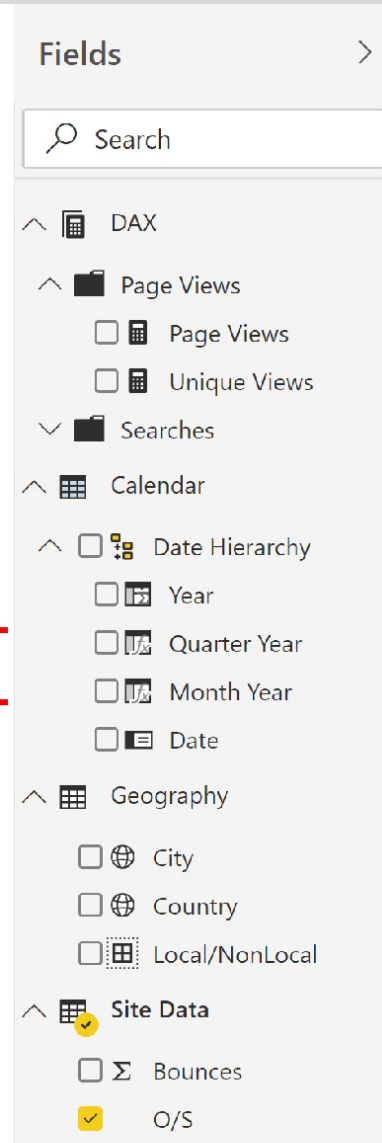 Fields
Search
DAX
Page Views
Page Views
Unique Views
Searches
Calendar
Date Hierarchy
Year
Quarter Year
Month Year
Date
Geography
City
Country
Local/NonLocal
Site Data
Bounces
O/S